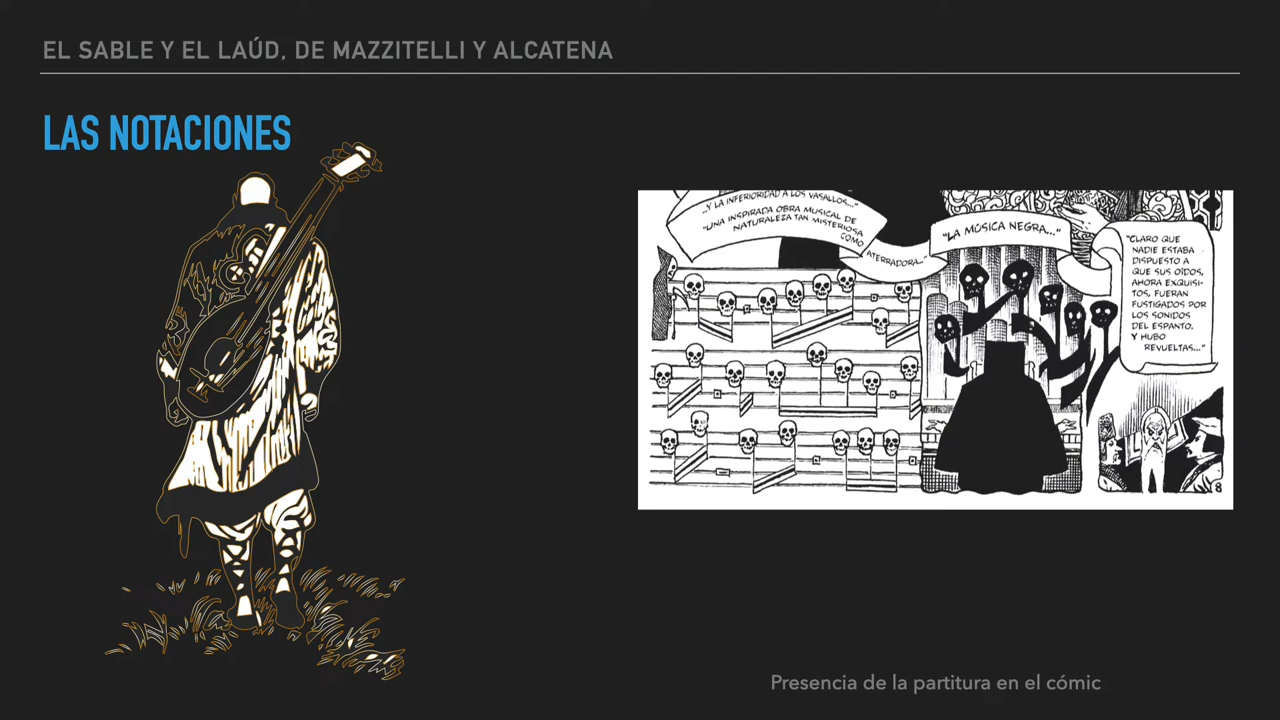 EL SABLE Y EL LAÚD, DE MAZZITELLI Y ALCATENA
LAS NOTACIONES
...Y LA INFERIORIDAD A LOS VASALLOS..."
"UNA INSPIRADA OBRA MUSICAL DE
NATURALEZA TAN MISTERIOSA
COMO
ATERRADORA..."
"LA MÚSICA NEGRA..."
"CLARO QUE
NADIE ESTABA
DISPUESTO A
QUE SUS OÍDOS,
AHORA EXQUISI-
TOS, FUERAN
FUSTIGADOS POR
LOS SONIDOS
DEL ESPANTO.
Y HUBO
REVUELTAS..."
8
Presencia de la partitura en el cómic